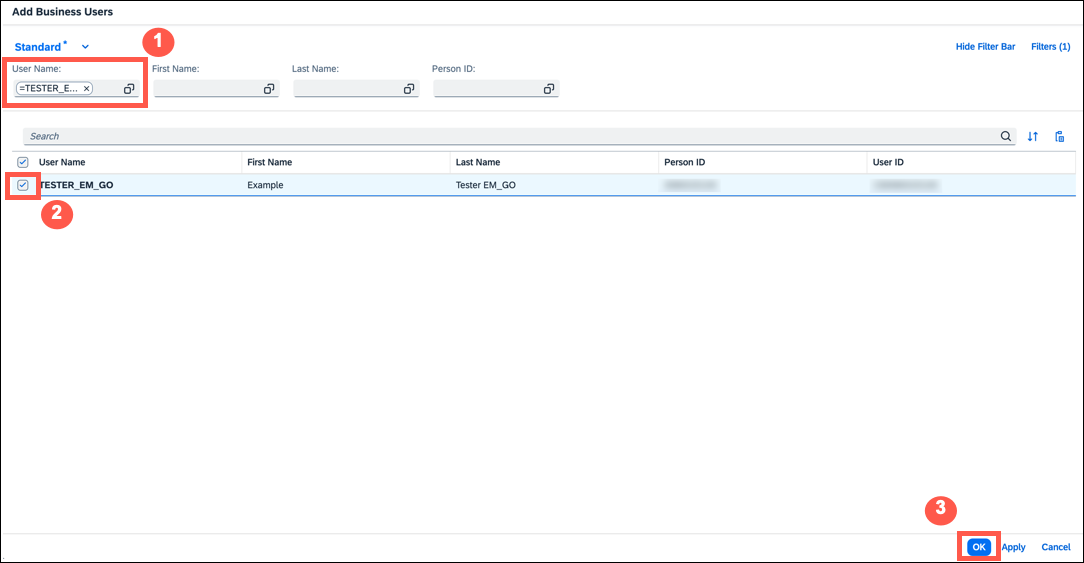 Add Business Users
1
Standard * Hide Filter Bar Filters (1)
User Name: First Name: Last Name: Person ID:
=TESTER_E... ×
Search
User Name First Name Last Name Person ID User ID
TESTER_EM_GO Example Tester EM_GO
2
3
OK Apply Cancel